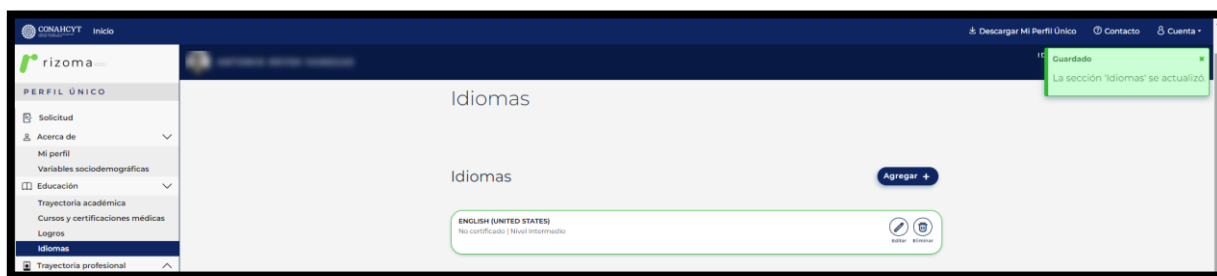 CONAHCYT Inicio
Descargar Mi Perfil Único Contacto Cuenta
rizoma
Guardado
La sección 'Idiomas' se actualizó.
PERFIL ÚNICO
Solicitud
Acerca de
Mi perfil
Variables sociodemográficas
Educación
Trayectoria académica
Cursos y certificaciones médicas
Logros
Idiomas
Trayectoria profesional
Idiomas
Idiomas
Agregar +
ENGLISH (UNITED STATES)
No certificado | Nivel Intermedio
Editar Eliminar